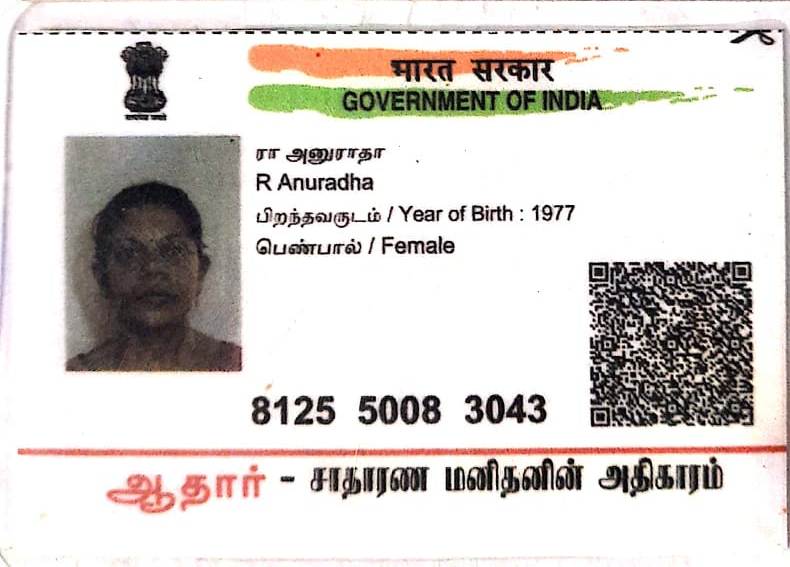 भारत सरकार
GOVERNMENT OF INDIA
ரா அனுராதா
R Anuradha
பிறந்தவருடம் / Year of Birth : 1977
பெண்பால் / Female
8125 5008 3043
ஆதார் - சாதாரண மனிதனின் அதிகாரம்